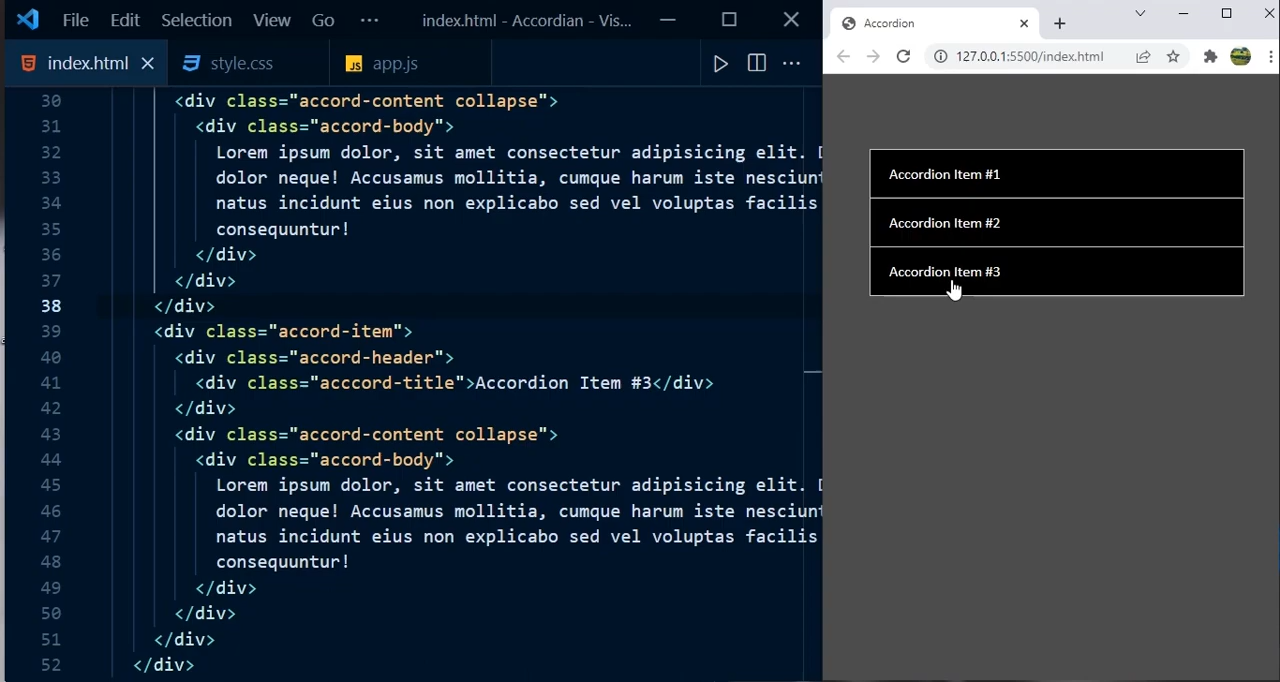 File Edit Selection View Go ··· index.html - Accordian - Vis...
index.html style.css JS app.js
30 <div class="accord-content collapse">
31 <div class="accord-body">
32 Lorem ipsum dolor, sit amet consectetur adipisicing elit.
33 dolor neque! Accusamus mollitia, cumque harum iste nesciunt
34 natus incidunt eius non explicabo sed vel voluptas facilis
35 consequuntur!
36 </div>
37 </div>
38 </div>
39 <div class="accord-item">
40 <div class="accord-header">
41 <div class="acccord-title">Accordion Item #3</div>
42 </div>
43 <div class="accord-content collapse">
44 <div class="accord-body">
45 Lorem ipsum dolor, sit amet consectetur adipisicing elit.
46 dolor neque! Accusamus mollitia, cumque harum iste nesciunt
47 natus incidunt eius non explicabo sed vel voluptas facilis
48 consequuntur!
49 </div>
50 </div>
51 </div>
52 </div>
Accordion
127.0.0.1:5500/index.html
Accordion Item #1
Accordion Item #2
Accordion Item #3